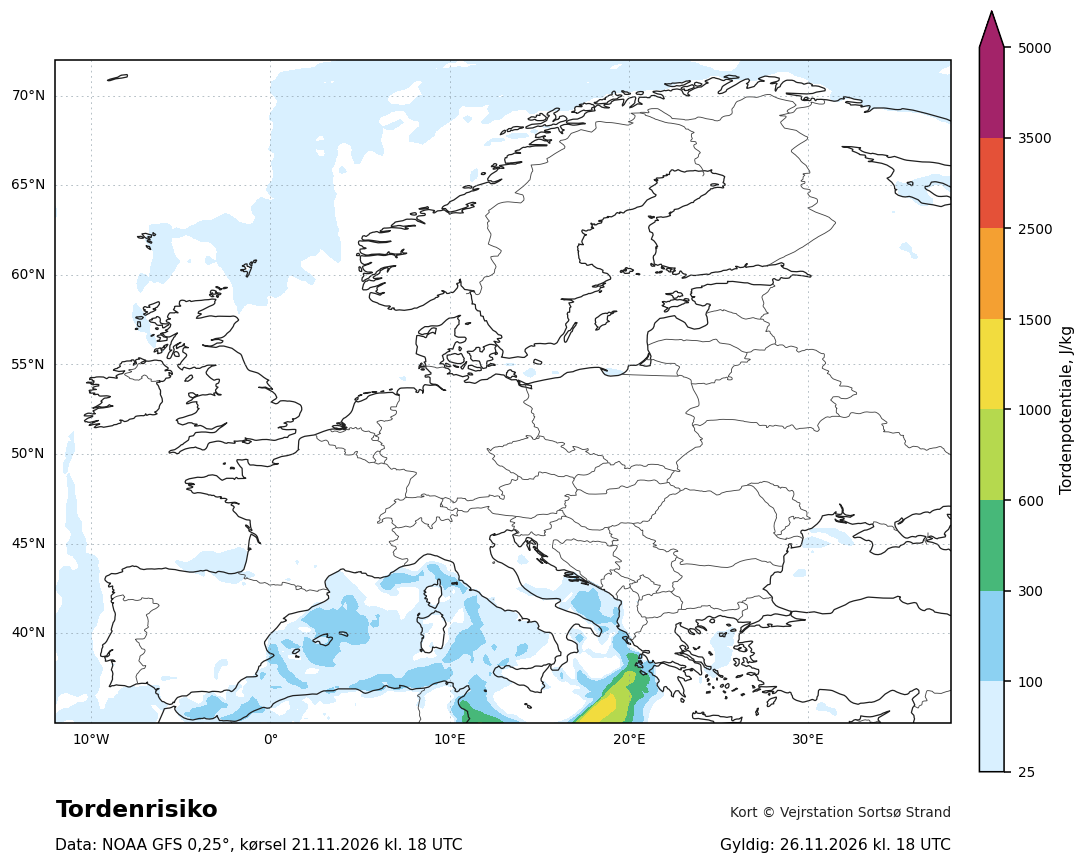 70°N
65°N
60°N
55°N
50°N
45°N
40°N
10°W
0°
10°E
20°E
30°E
5000
3500
2500
1500
1000
600
300
100
25
Tordenpotentiale, J/kg
Tordenrisiko
Kort © Vejrstation Sortsø Strand
Data: NOAA GFS 0,25°, kørsel 21.11.2026 kl. 18 UTC
Gyldig: 26.11.2026 kl. 18 UTC